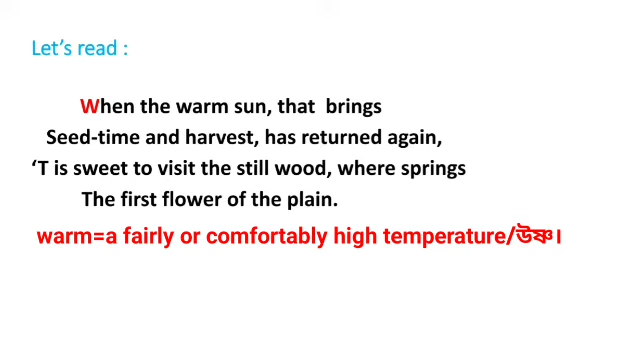 Let's read :
When the warm sun, that brings
Seed-time and harvest, has returned again,
‘T is sweet to visit the still wood, where springs
The first flower of the plain.
warm=a fairly or comfortably high temperature/উষ্ণ।